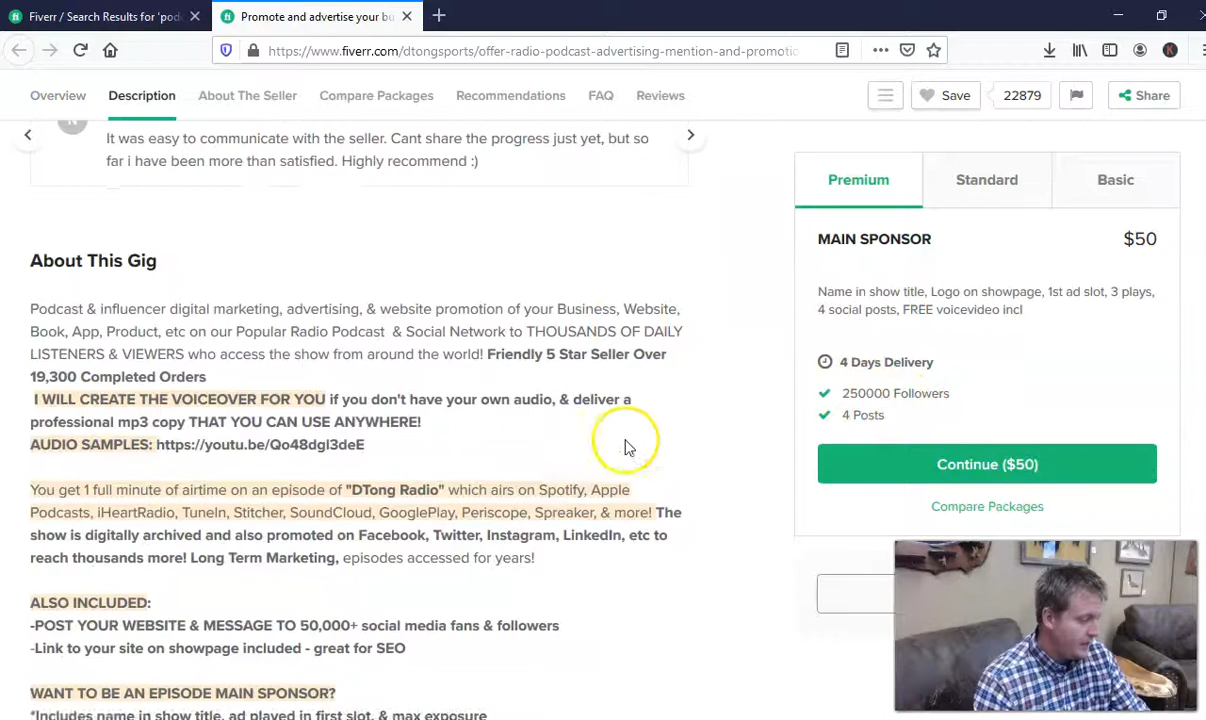 Fiverr / Search Results for 'pod
Promote and advertise your bu
https://www.fiverr.com/dtongsports/offer-radio-podcast-advertising-mention-and-promotic
Overview
Description
About The Seller
Compare Packages
Recommendations
FAQ
Reviews
Save
22879
Share
It was easy to communicate with the seller. Cant share the progress just yet, but so
far i have been more than satisfied. Highly recommend :)
About This Gig
Podcast & influencer digital marketing, advertising, & website promotion of your Business, Website,
Book, App, Product, etc on our Popular Radio Podcast & Social Network to THOUSANDS OF DAILY
LISTENERS & VIEWERS who access the show from around the world! Friendly 5 Star Seller Over
19,300 Completed Orders
I WILL CREATE THE VOICEOVER FOR YOU if you don't have your own audio, & deliver a
professional mp3 copy THAT YOU CAN USE ANYWHERE!
AUDIO SAMPLES: https://youtu.be/Qo48dgI3deE
You get 1 full minute of airtime on an episode of "DTong Radio" which airs on Spotify, Apple
Podcasts, iHeartRadio, TuneIn, Stitcher, SoundCloud, GooglePlay, Periscope, Spreaker, & more! The
show is digitally archived and also promoted on Facebook, Twitter, Instagram, LinkedIn, etc to
reach thousands more! Long Term Marketing, episodes accessed for years!
ALSO INCLUDED:
-POST YOUR WEBSITE & MESSAGE TO 50,000+ social media fans & followers
-Link to your site on showpage included - great for SEO
WANT TO BE AN EPISODE MAIN SPONSOR?
*Includes name in show title, ad played in first slot, & max exposure
Premium
Standard
Basic
MAIN SPONSOR
$50
Name in show title, Logo on showpage, 1st ad slot, 3 plays,
4 social posts, FREE voicevideo incl
4 Days Delivery
250000 Followers
4 Posts
Continue ($50)
Compare Packages